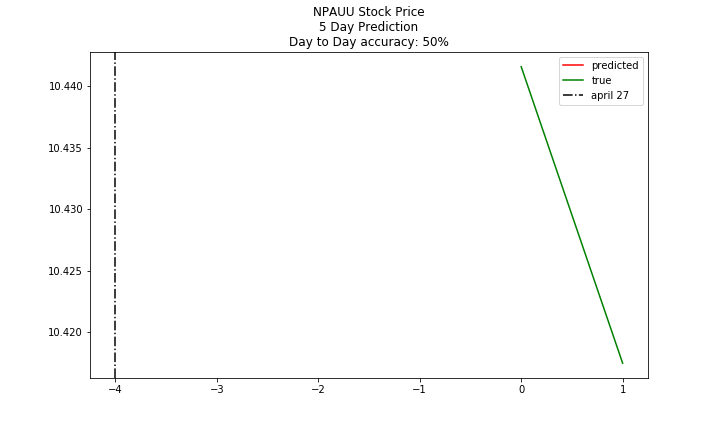 NPAUU Stock Price
5 Day Prediction
Day to Day accuracy: 50%
predicted
true
april 27
10.440
10.435
10.430
10.425
10.420
−4
−3
−2
−1
0
1